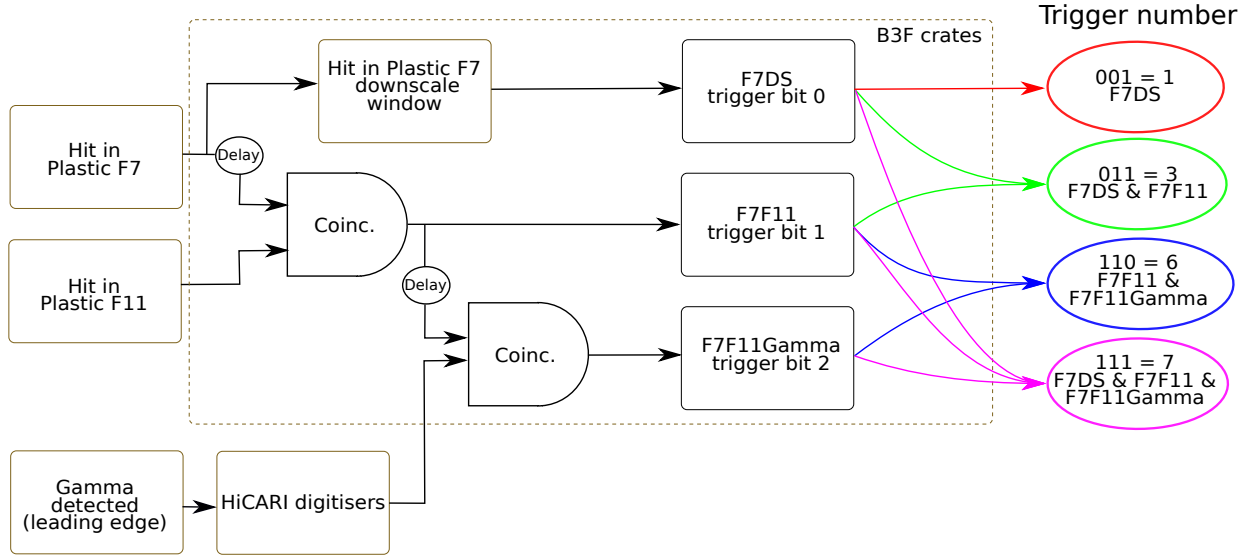 Trigger number
B3F crates
Hit in
Plastic F7
Delay
Hit in Plastic F7
downscale
window
F7DS
trigger bit 0
001 = 1
F7DS
Hit in
Plastic F11
Coinc.
F7F11
trigger bit 1
011 = 3
F7DS & F7F11
Delay
Coinc.
F7F11Gamma
trigger bit 2
110 = 6
F7F11 &
F7F11Gamma
111 = 7
F7DS & F7F11 &
F7F11Gamma
Gamma
detected
(leading edge)
HiCARI digitisers